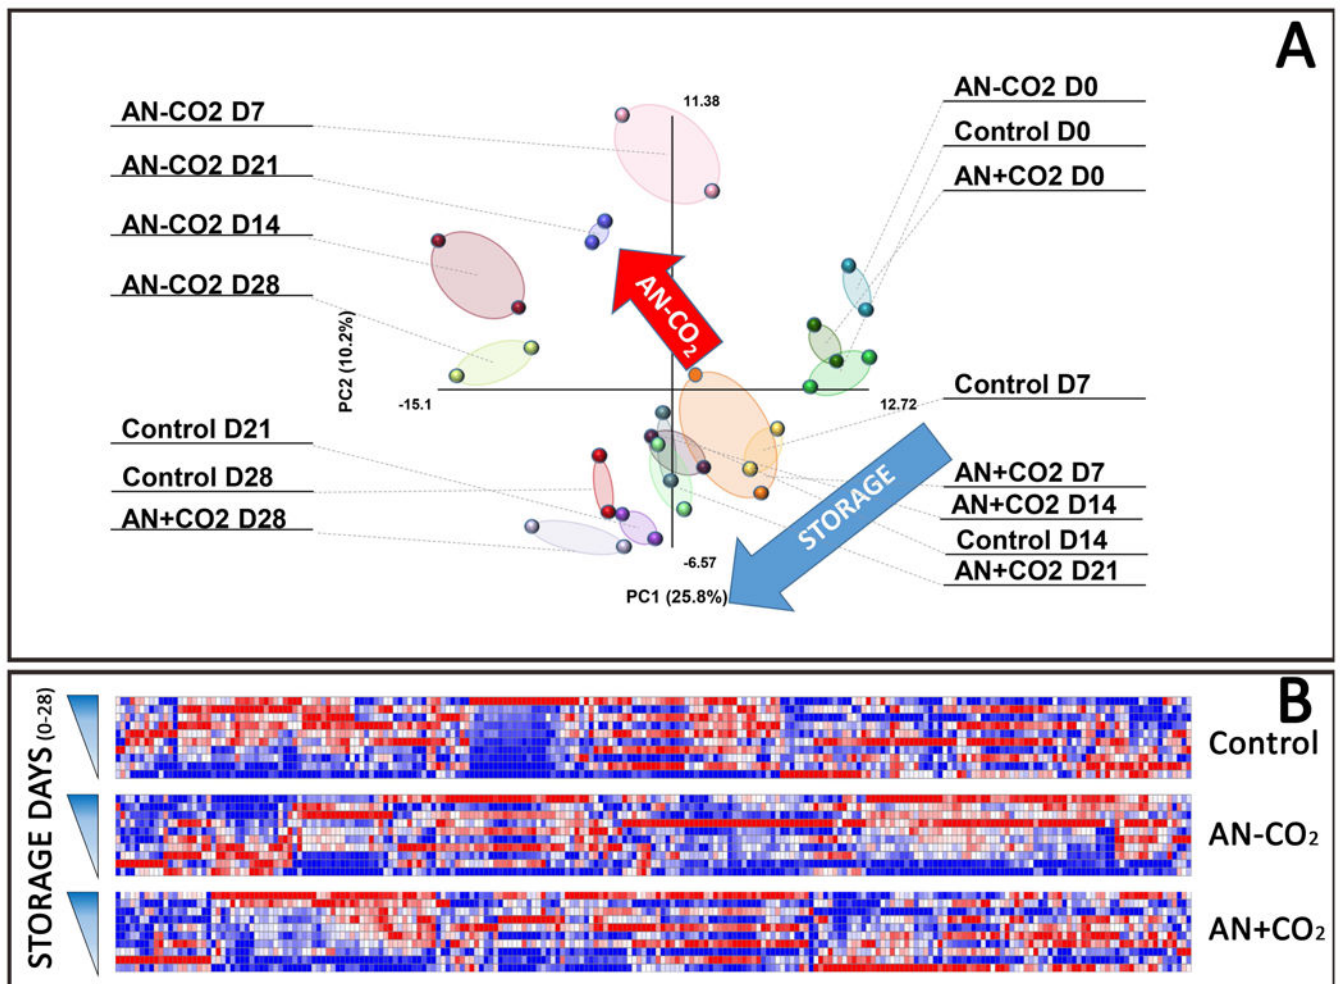 A
11.38
AN-CO2 D7
AN-CO2 D21
AN-CO2 D14
AN-CO2 D28
AN-CO2 D0
Control D0
AN+CO2 D0
AN-CO2
PC2 (10.2%)
-15.1
12.72
Control D7
Control D21
Control D28
AN+CO2 D28
AN+CO2 D7
AN+CO2 D14
Control D14
AN+CO2 D21
STORAGE
-6.57
PC1 (25.8%)
B
STORAGE DAYS (0-28)
Control
AN-CO2
AN+CO2